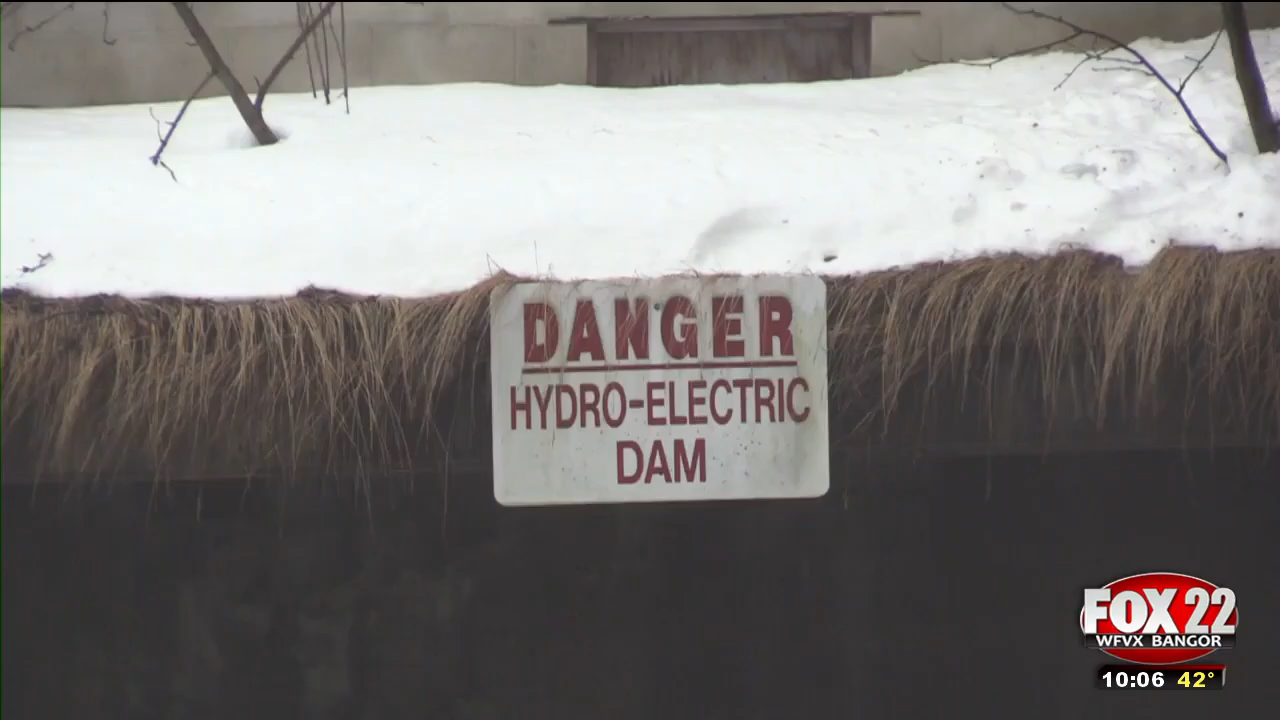 DANGER
HYDRO-ELECTRIC
DAM
FOX 22
WFVX BANGOR
10:06 42°